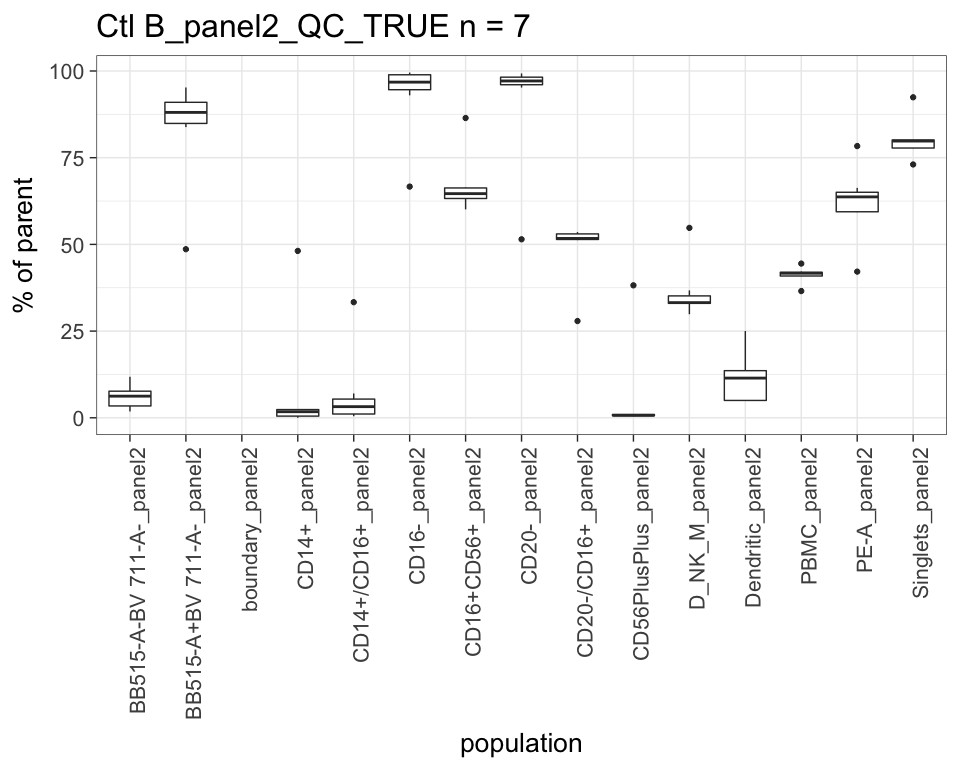 Ctl B_panel2_QC_TRUE n = 7
% of parent
100
75
50
25
0
BB515-A-BV 711-A-_panel2
BB515-A+BV 711-A-_panel2
boundary_panel2
CD14+_panel2
CD14+/CD16+_panel2
CD16-_panel2
CD16+CD56+_panel2
CD20-_panel2
CD20-/CD16+_panel2
CD56PlusPlus_panel2
D_NK_M_panel2
Dendritic_panel2
PBMC_panel2
PE-A_panel2
Singlets_panel2
population